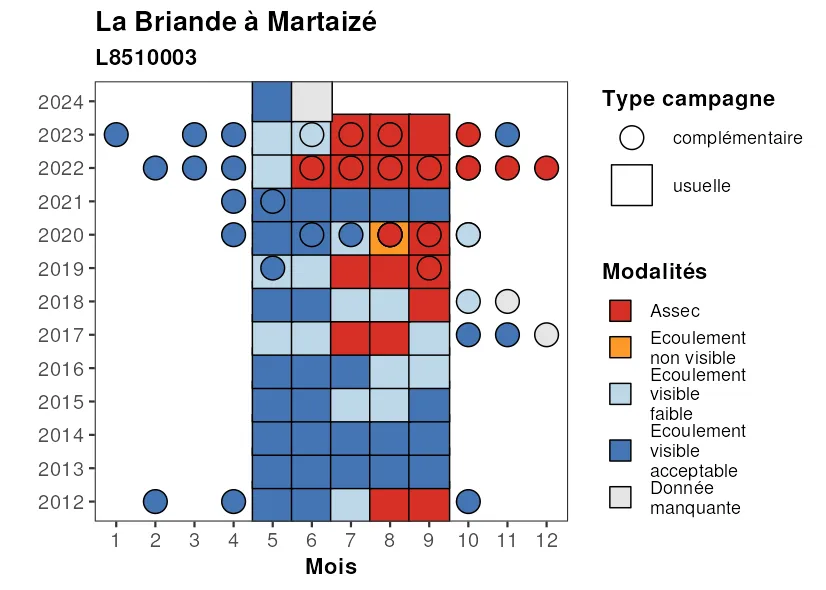 La Briande à Martaizé
L8510003
2024
2023
2022
2021
2020
2019
2018
2017
2016
2015
2014
2013
2012
1 2 3 4 5 6 7 8 9 10 11 12
Mois
Type campagne
complémentaire
usuelle
Modalités
Assec
Ecoulement
non visible
Ecoulement
visible
faible
Ecoulement
visible
acceptable
Donnée
manquante